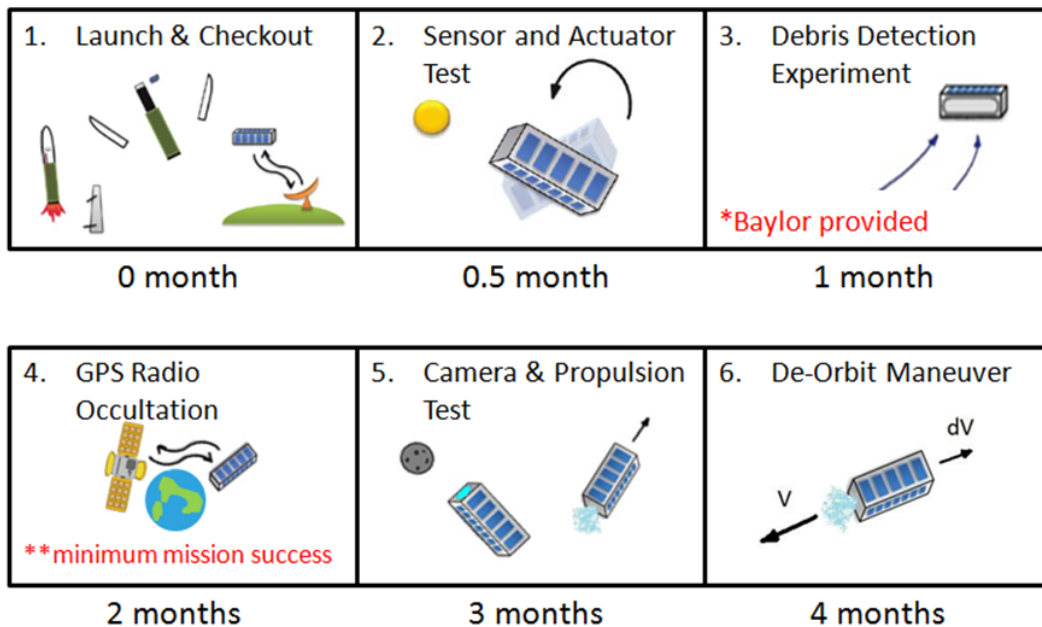 1. Launch & Checkout
2. Sensor and Actuator
Test
3. Debris Detection
Experiment
*Baylor provided
0 month
0.5 month
1 month
4. GPS Radio
Occultation
**minimum mission success
5. Camera & Propulsion
Test
6. De-Orbit Maneuver
dV
V
2 months
3 months
4 months